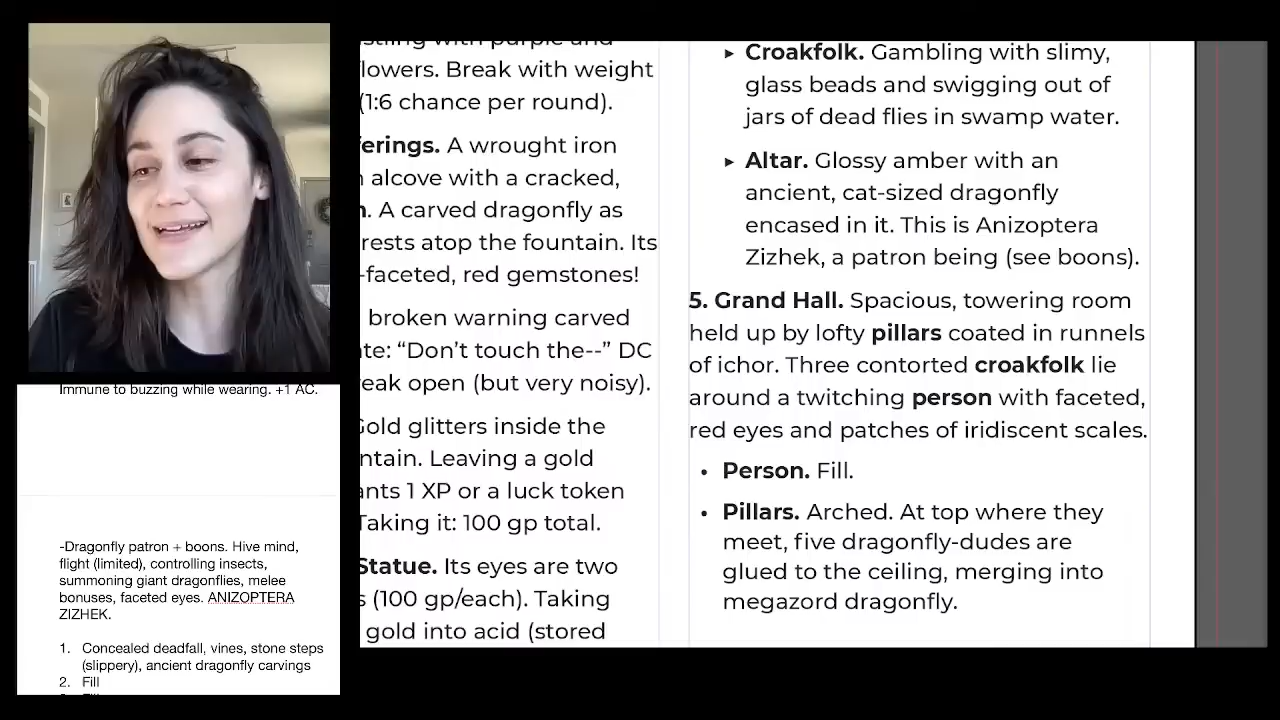 Immune to buzzing while wearing. +1 AC.
-Dragonfly patron + boons. Hive mind,
flight (limited), controlling insects,
summoning giant dragonflies, melee
bonuses, faceted eyes. ANIZOPTERA
ZIZHEK.
1. Concealed deadfall, vines, stone steps
(slippery), ancient dragonfly carvings
2. Fill
with purple and
flowers. Break with weight
(1:6 chance per round).
ferings. A wrought iron
alcove with a cracked,
. A carved dragonfly as
rests atop the fountain. Its
-faceted, red gemstones!
broken warning carved
te: “Don’t touch the--” DC
eak open (but very noisy).
Gold glitters inside the
ntain. Leaving a gold
ants 1 XP or a luck token
Taking it: 100 gp total.
Statue. Its eyes are two
s (100 gp/each). Taking
gold into acid (stored
▸ Croakfolk. Gambling with slimy,
glass beads and swigging out of
jars of dead flies in swamp water.
▸ Altar. Glossy amber with an
ancient, cat-sized dragonfly
encased in it. This is Anizoptera
Zizhek, a patron being (see boons).
5. Grand Hall. Spacious, towering room
held up by lofty pillars coated in runnels
of ichor. Three contorted croakfolk lie
around a twitching person with faceted,
red eyes and patches of iridiscent scales.
• Person. Fill.
• Pillars. Arched. At top where they
meet, five dragonfly-dudes are
glued to the ceiling, merging into
megazord dragonfly.